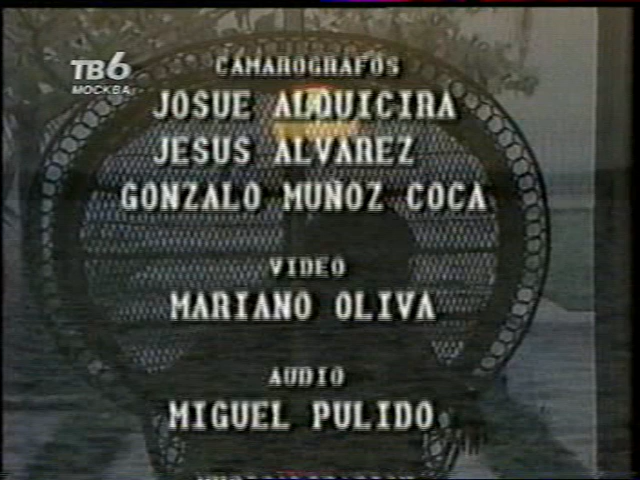 ТВ6
МОСКВА
CAMAROGRAFOS
JOSUE ALQUICIRA
JESUS ALVAREZ
GONZALO MUÑOZ COCA
VIDEO
MARIANO OLIVA
AUDIO
MIGUEL PULIDO